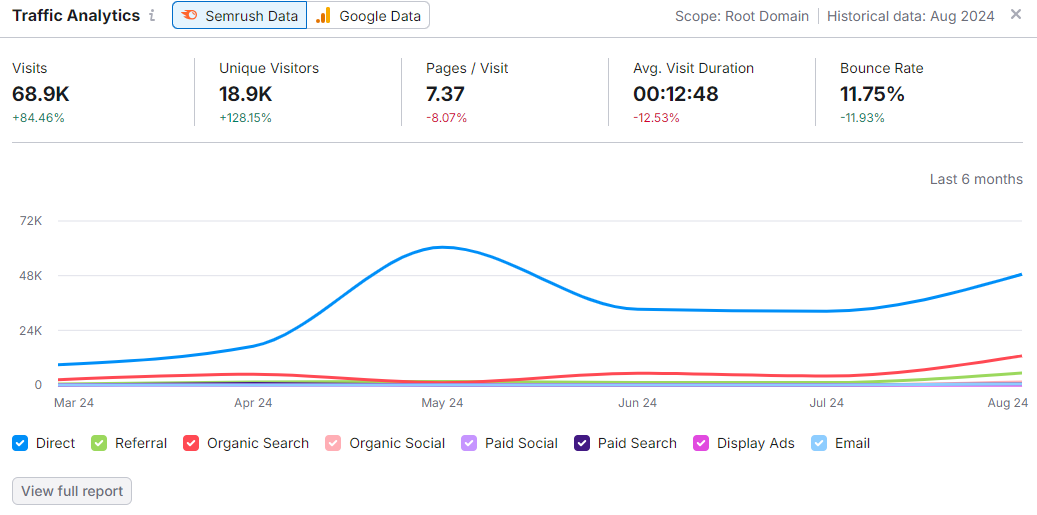 Traffic Analytics i Semrush Data Google Data Scope: Root Domain Historical data: Aug 2024 ×
Visits Unique Visitors Pages / Visit Avg. Visit Duration Bounce Rate
68.9K 18.9K 7.37 00:12:48 11.75%
+84.46% +128.15% -8.07% -12.53% -11.93%
Last 6 months
72K
48K
24K
0
Mar 24 Apr 24 May 24 Jun 24 Jul 24 Aug 24
Direct Referral Organic Search Organic Social Paid Social Paid Search Display Ads Email
View full report